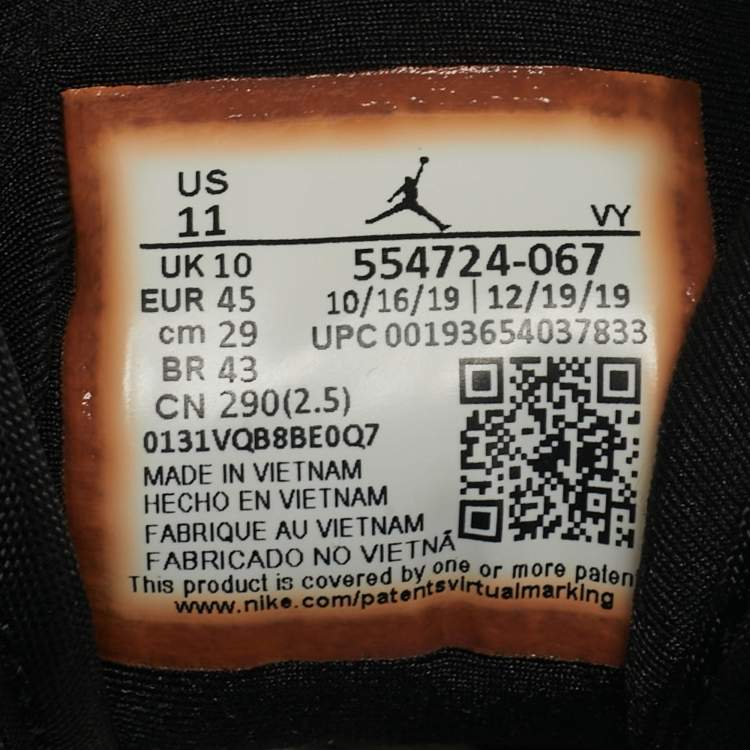 US
11
VY
UK 10
554724-067
EUR 45
10/16/19 | 12/19/19
cm 29
UPC 00193654037833
BR 43
CN 290(2.5)
0131VQB8BE0Q7
MADE IN VIETNAM
HECHO EN VIETNAM
FABRIQUE AU VIETNAM
FABRICADO NO VIETNÃ
This product is covered by one or more paten
www.nike.com/patentsvirtualmarking